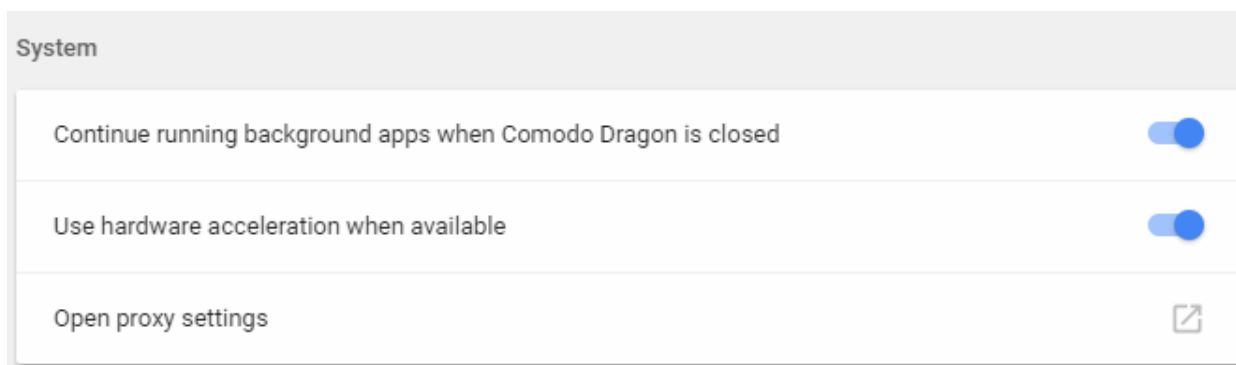 System
Continue running background apps when Comodo Dragon is closed
Use hardware acceleration when available
Open proxy settings